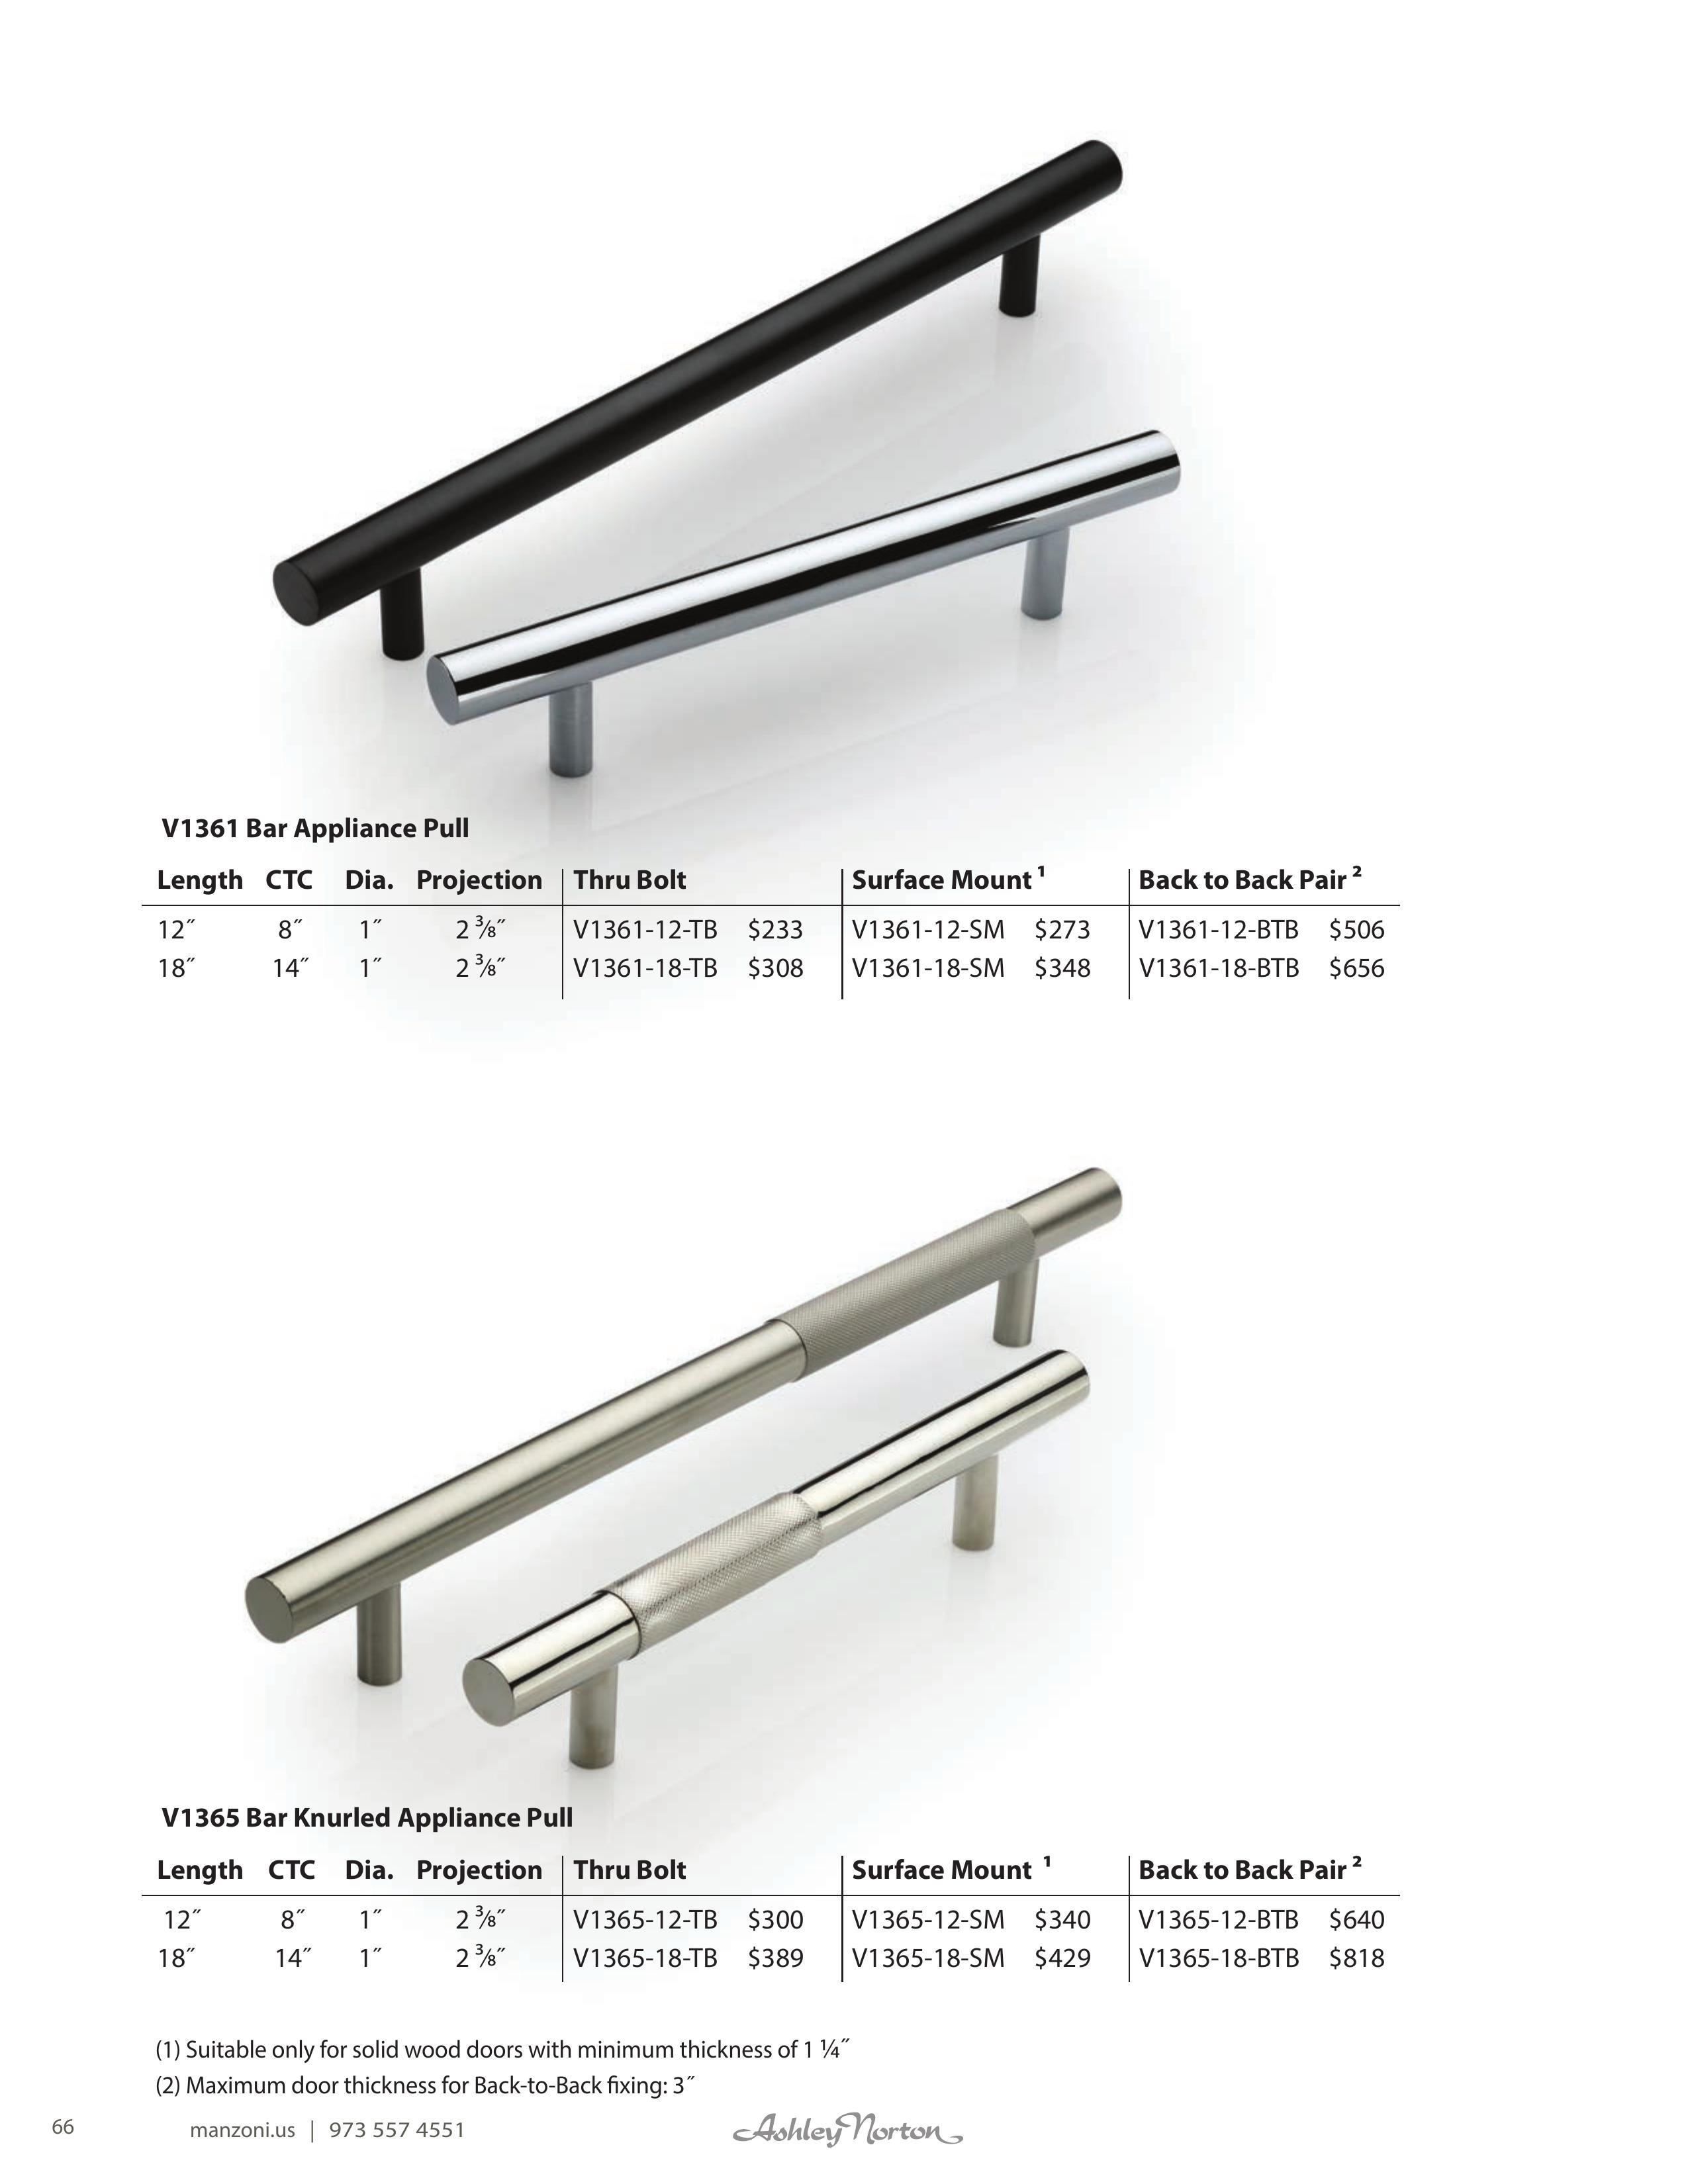 V1361 Bar Appliance Pull
Length CTC Dia. Projection Thru Bolt Surface Mount ¹ Back to Back Pair ²
12″ 8″ 1″ 2 ⅜″ V1361-12-TB $233 V1361-12-SM $273 V1361-12-BTB $506
18″ 14″ 1″ 2 ⅜″ V1361-18-TB $308 V1361-18-SM $348 V1361-18-BTB $656
V1365 Bar Knurled Appliance Pull
Length CTC Dia. Projection Thru Bolt Surface Mount ¹ Back to Back Pair ²
12″ 8″ 1″ 2 ⅜″ V1365-12-TB $300 V1365-12-SM $340 V1365-12-BTB $640
18″ 14″ 1″ 2 ⅜″ V1365-18-TB $389 V1365-18-SM $429 V1365-18-BTB $818
(1) Suitable only for solid wood doors with minimum thickness of 1 ¼″
(2) Maximum door thickness for Back-to-Back fixing: 3″
66 manzoni.us | 973 557 4551 Ashley Norton